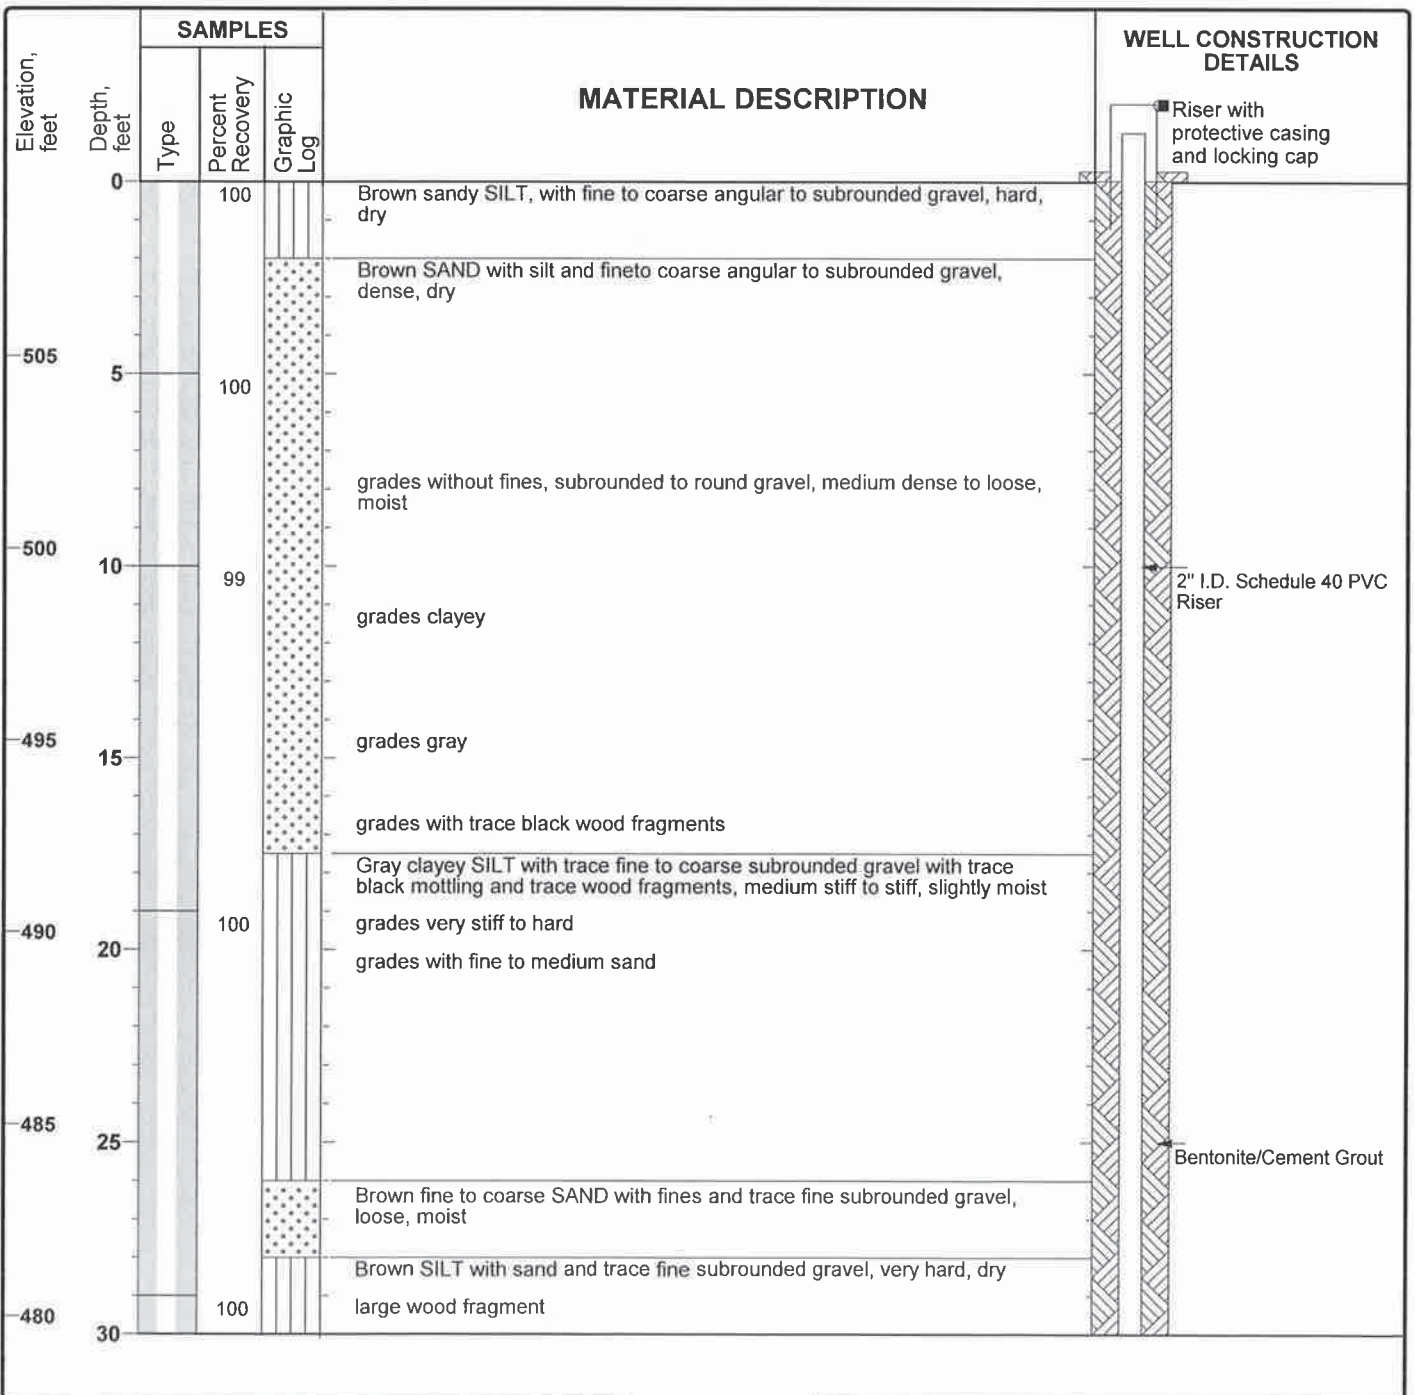 SAMPLES
Elevation,
feet
Depth,
feet
Type
Percent
Recovery
Graphic
Log
MATERIAL DESCRIPTION
WELL CONSTRUCTION
DETAILS
Riser with
protective casing
and locking cap
0
100
Brown sandy SILT, with fine to coarse angular to subrounded gravel, hard,
dry
Brown SAND with silt and fineto coarse angular to subrounded gravel,
dense, dry
505
5
100
grades without fines, subrounded to round gravel, medium dense to loose,
moist
500
10
99
2" I.D. Schedule 40 PVC
Riser
grades clayey
495
15
grades gray
grades with trace black wood fragments
Gray clayey SILT with trace fine to coarse subrounded gravel with trace
black mottling and trace wood fragments, medium stiff to stiff, slightly moist
490
100
grades very stiff to hard
20
grades with fine to medium sand
485
25
Bentonite/Cement Grout
Brown fine to coarse SAND with fines and trace fine subrounded gravel,
loose, moist
Brown SILT with sand and trace fine subrounded gravel, very hard, dry
480
100
large wood fragment
30